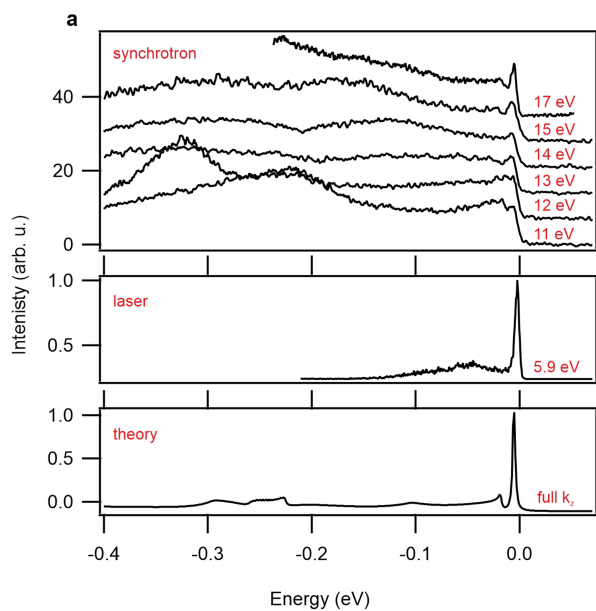 a
synchrotron
40
20
0
17 eV
15 eV
14 eV
13 eV
12 eV
11 eV
Intenisty (arb. u.)
1.0
laser
0.5
5.9 eV
1.0
theory
0.5
0.0
full kz
-0.4
-0.3
-0.2
-0.1
0.0
Energy (eV)